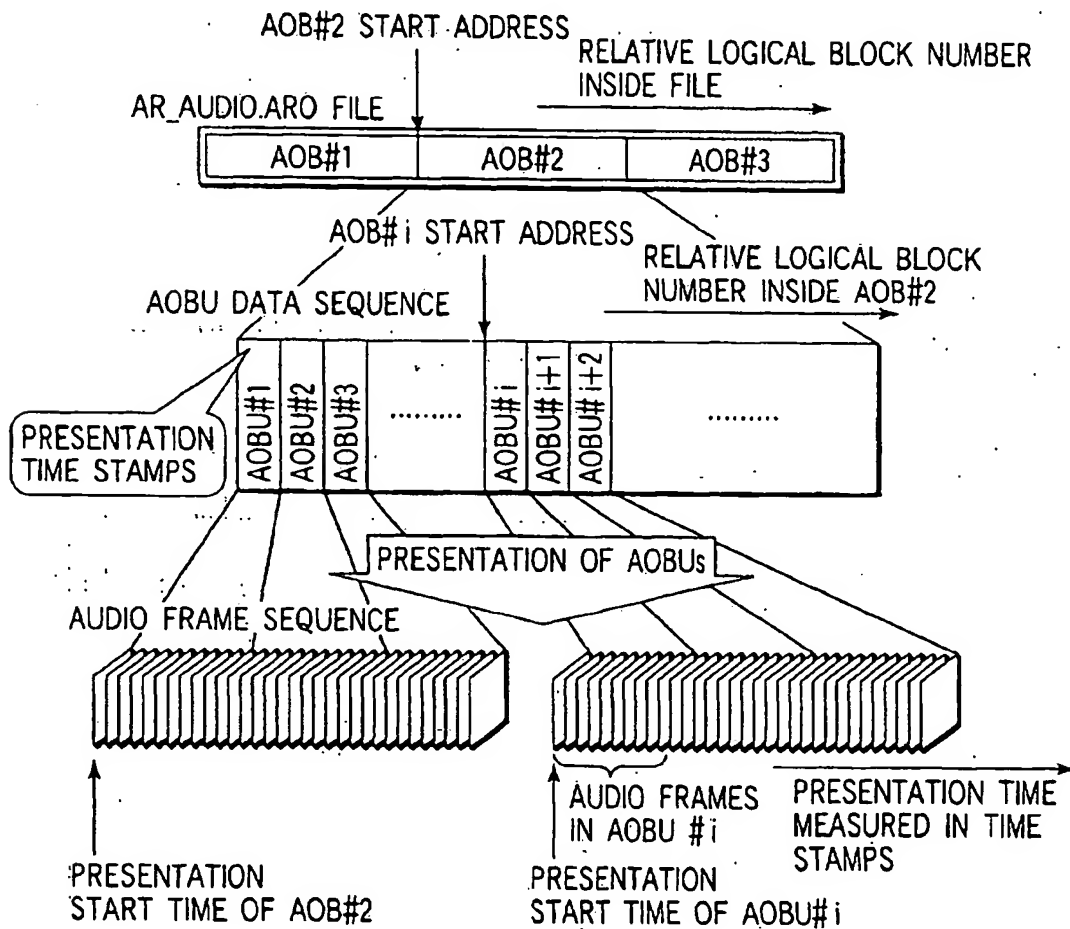 AOB#2 START ADDRESS
RELATIVE LOGICAL BLOCK NUMBER
INSIDE FILE
AR_AUDIO.ARO FILE
AOB#1
AOB#2
AOB#3
AOB# i START ADDRESS
RELATIVE LOGICAL BLOCK
NUMBER INSIDE AOB#2
AOBU DATA SEQUENCE
AOBU#1
AOBU#2
AOBU#3
.........
AOBU# i
AOBU# i+1
AOBU# i+2
.........
PRESENTATION
TIME STAMPS
PRESENTATION OF AOBUs
AUDIO FRAME SEQUENCE
AUDIO FRAMES
IN AOBU # i
PRESENTATION TIME
MEASURED IN TIME
STAMPS
PRESENTATION
START TIME OF AOB#2
PRESENTATION
START TIME OF AOBU# i